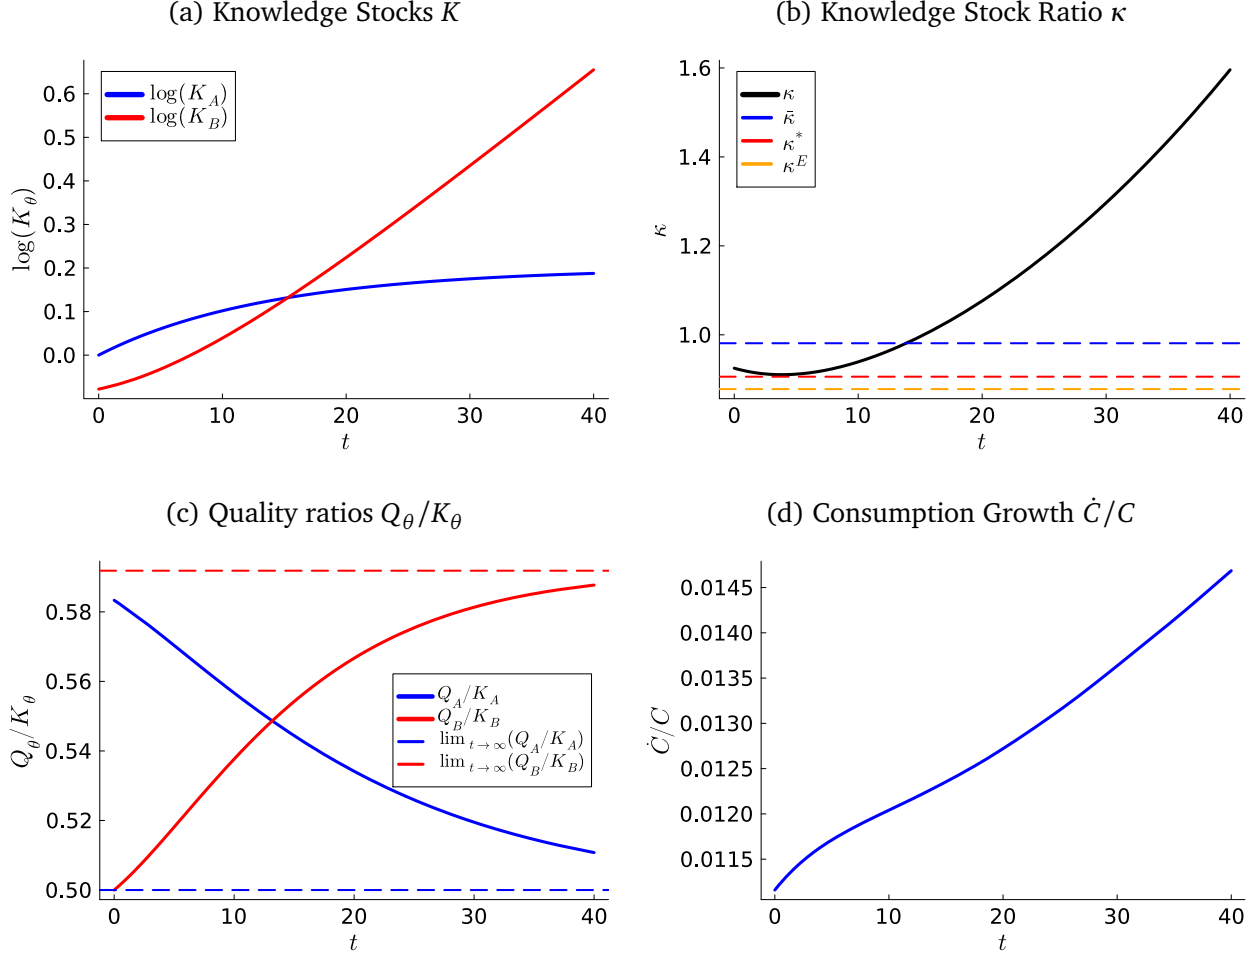 (a) Knowledge Stocks K
log(K_A)
log(K_B)
log(K_θ)
0.6
0.5
0.4
0.3
0.2
0.1
0.0
0 10 20 30 40
t
(b) Knowledge Stock Ratio κ
κ
κ̄
κ*
κ^E
κ
1.6
1.4
1.2
1.0
0 10 20 30 40
t
(c) Quality ratios Q_θ/K_θ
Q_θ/K_θ
0.58
0.56
0.54
0.52
0.50
Q_A/K_A
Q_B/K_B
lim_{t→∞}(Q_A/K_A)
lim_{t→∞}(Q_B/K_B)
0 10 20 30 40
t
(d) Consumption Growth Ċ/C
Ċ/C
0.0145
0.0140
0.0135
0.0130
0.0125
0.0120
0.0115
0 10 20 30 40
t